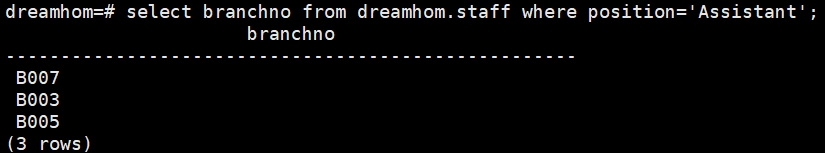 dreamhom=# select branchno from dreamhom.staff where position='Assistant';
branchno
----------------------------------------------------
B007
B003
B005
(3 rows)